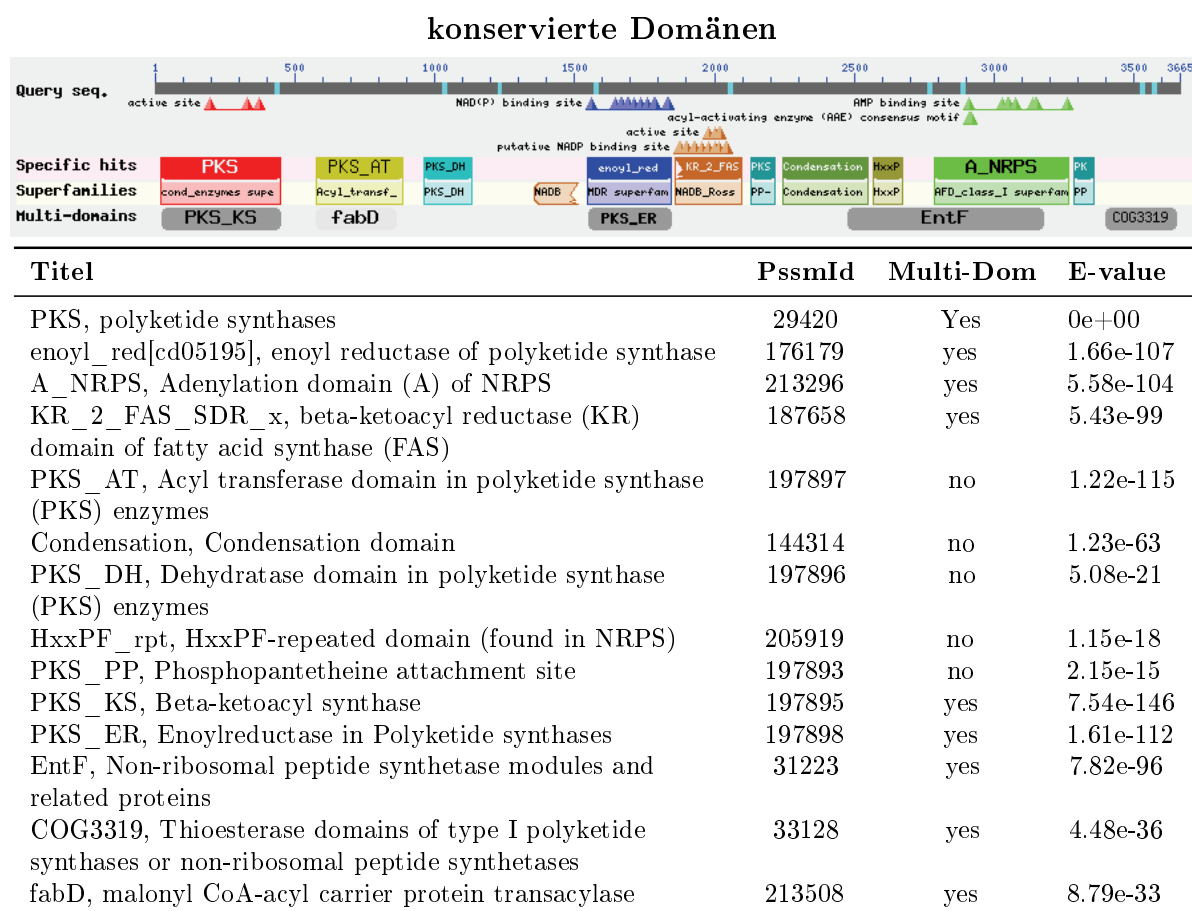 konservierte Domänen
1 500 1000 1500 2000 2500 3000 3500 3665
Query seq.
active site NAD(P) binding site AMP binding site
acyl-activating enzyme (AAE) consensus motif
active site
putative NADP binding site
Specific hits PKS PKS_AT PKS_DH enoyl_red KR_2_FAS PKS Condensation HxxP A_NRPS PK
Superfamilies cond_enzymes supe Acyl_transf_ PKS_DH NADB MDR superfam NADB_Ross PP- Condensation HxxP AFD_class_I superfam PP
Multi-domains PKS_KS fabD PKS_ER EntF COG3319
Titel PssmId Multi-Dom E-value
PKS, polyketide synthases 29420 Yes 0e+00
enoyl_red[cd05195], enoyl reductase of polyketide synthase 176179 yes 1.66e-107
A_NRPS, Adenylation domain (A) of NRPS 213296 yes 5.58e-104
KR_2_FAS_SDR_x, beta-ketoacyl reductase (KR) 187658 yes 5.43e-99
domain of fatty acid synthase (FAS)
PKS_AT, Acyl transferase domain in polyketide synthase 197897 no 1.22e-115
(PKS) enzymes
Condensation, Condensation domain 144314 no 1.23e-63
PKS_DH, Dehydratase domain in polyketide synthase 197896 no 5.08e-21
(PKS) enzymes
HxxPF_rpt, HxxPF-repeated domain (found in NRPS) 205919 no 1.15e-18
PKS_PP, Phosphopantetheine attachment site 197893 no 2.15e-15
PKS_KS, Beta-ketoacyl synthase 197895 yes 7.54e-146
PKS_ER, Enoylreductase in Polyketide synthases 197898 yes 1.61e-112
EntF, Non-ribosomal peptide synthetase modules and 31223 yes 7.82e-96
related proteins
COG3319, Thioesterase domains of type I polyketide 33128 yes 4.48e-36
synthases or non-ribosomal peptide synthetases
fabD, malonyl CoA-acyl carrier protein transacylase 213508 yes 8.79e-33